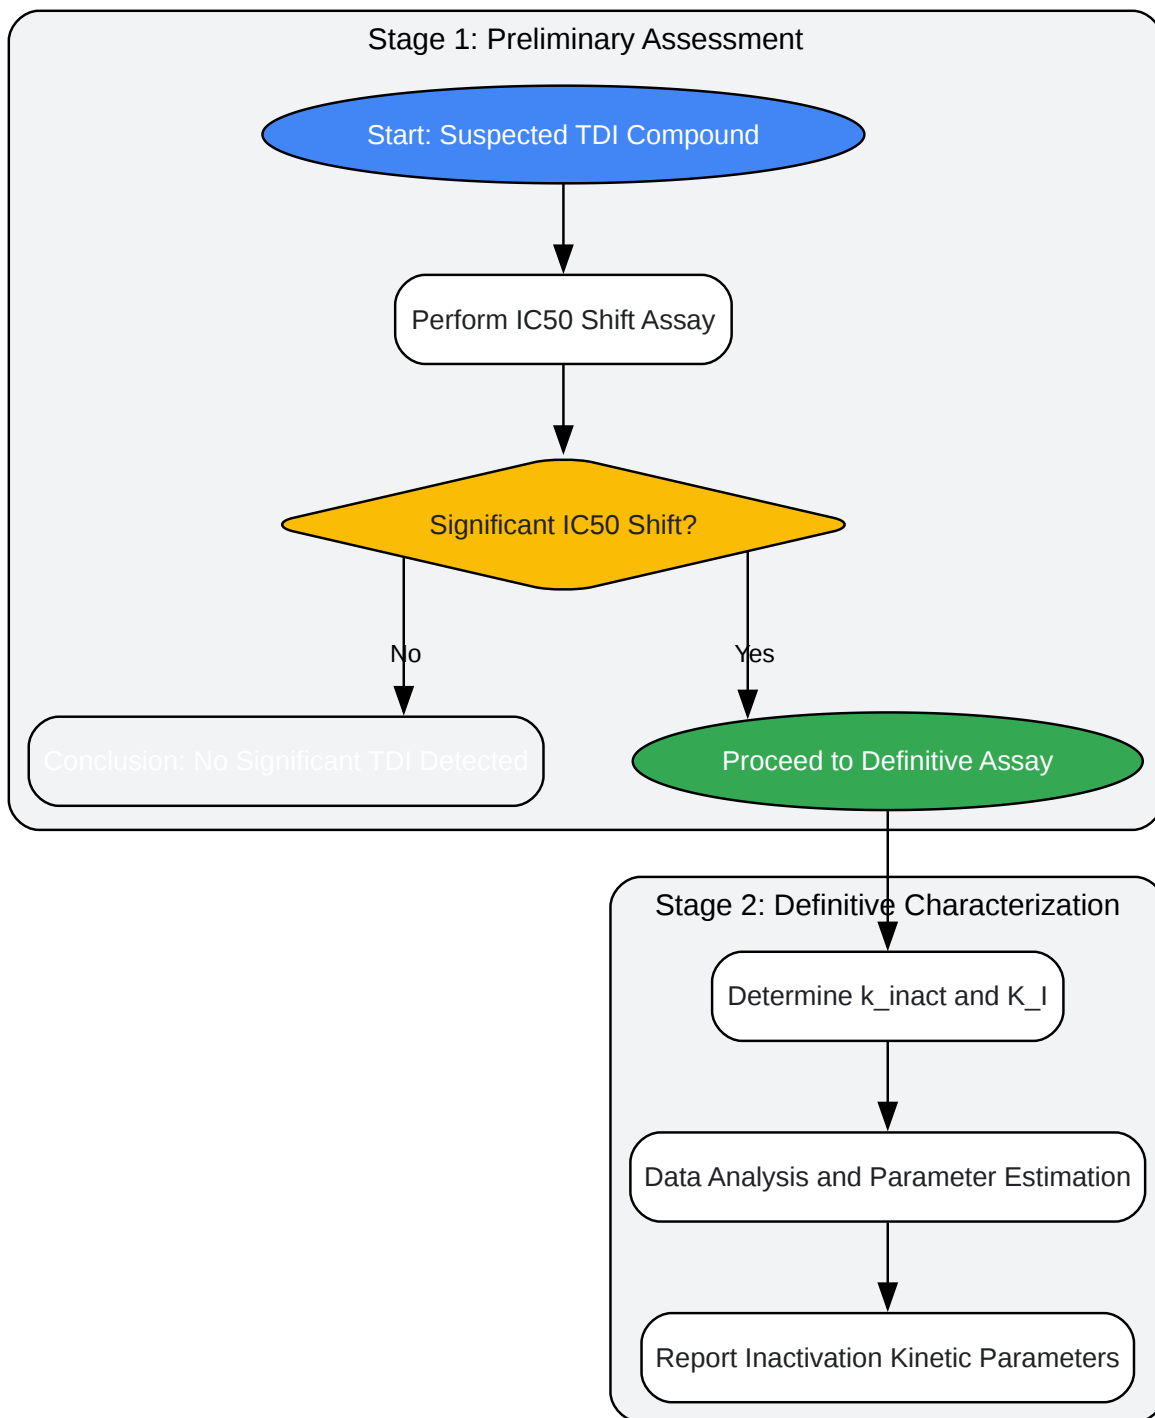 Stage 1: Preliminary Assessment
Start: Suspected TDI Compound
Perform IC50 Shift Assay
Significant IC50 Shift?
No
Yes
Conclusion: No Significant TDI Detected
Proceed to Definitive Assay
Stage 2: Definitive Characterization
Determine k_inact and K_I
Data Analysis and Parameter Estimation
Report Inactivation Kinetic Parameters